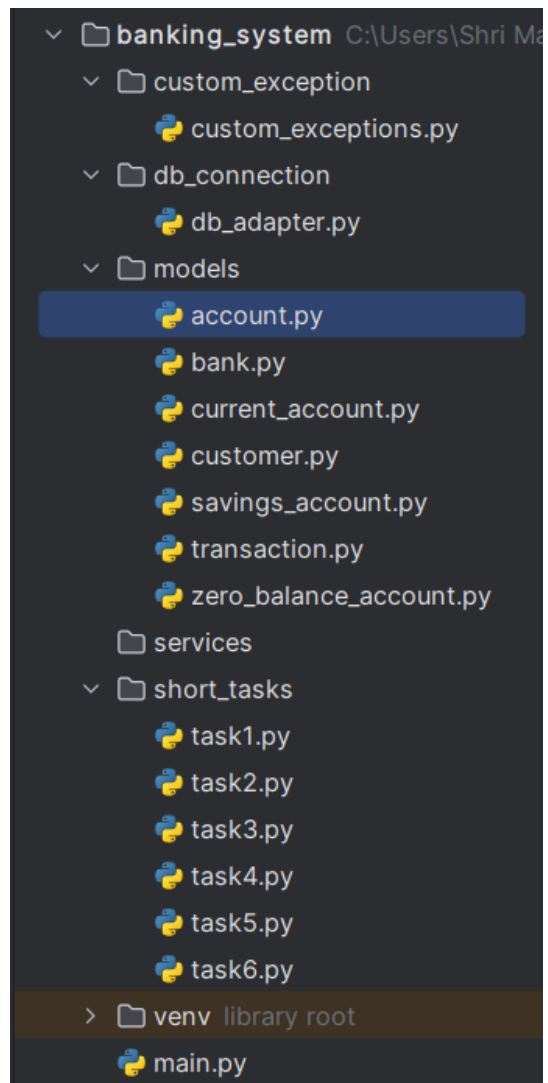 banking_system C:\Users\Shri Ma
custom_exception
custom_exceptions.py
db_connection
db_adapter.py
models
account.py
bank.py
current_account.py
customer.py
savings_account.py
transaction.py
zero_balance_account.py
services
short_tasks
task1.py
task2.py
task3.py
task4.py
task5.py
task6.py
venv library root
main.py